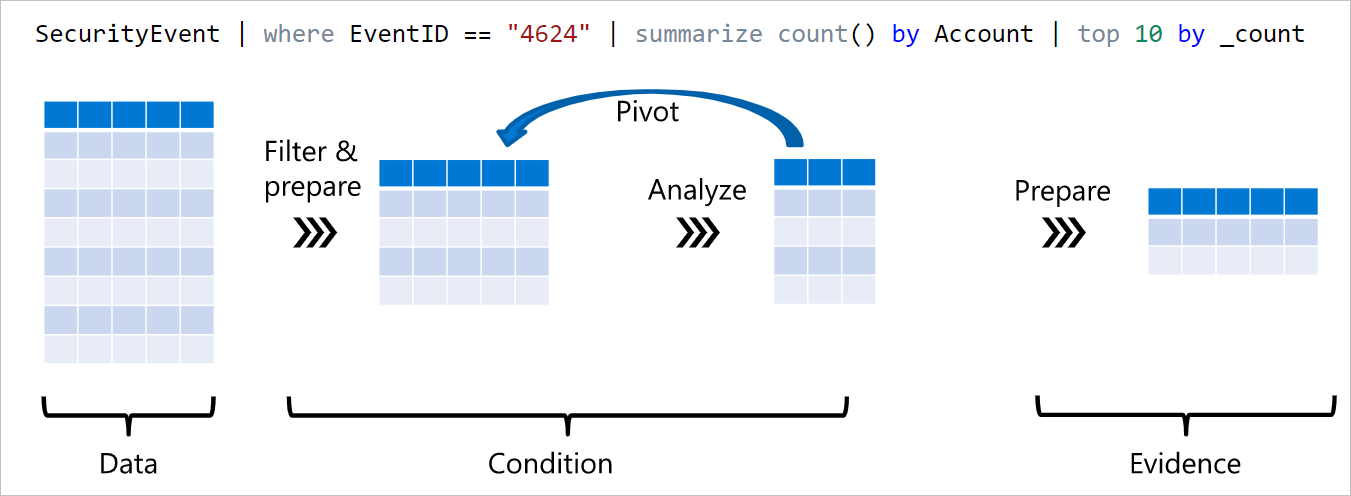 SecurityEvent | where EventID == "4624" | summarize count() by Account | top 10 by _count
Pivot
Filter &
prepare
Analyze
Prepare
Data
Condition
Evidence